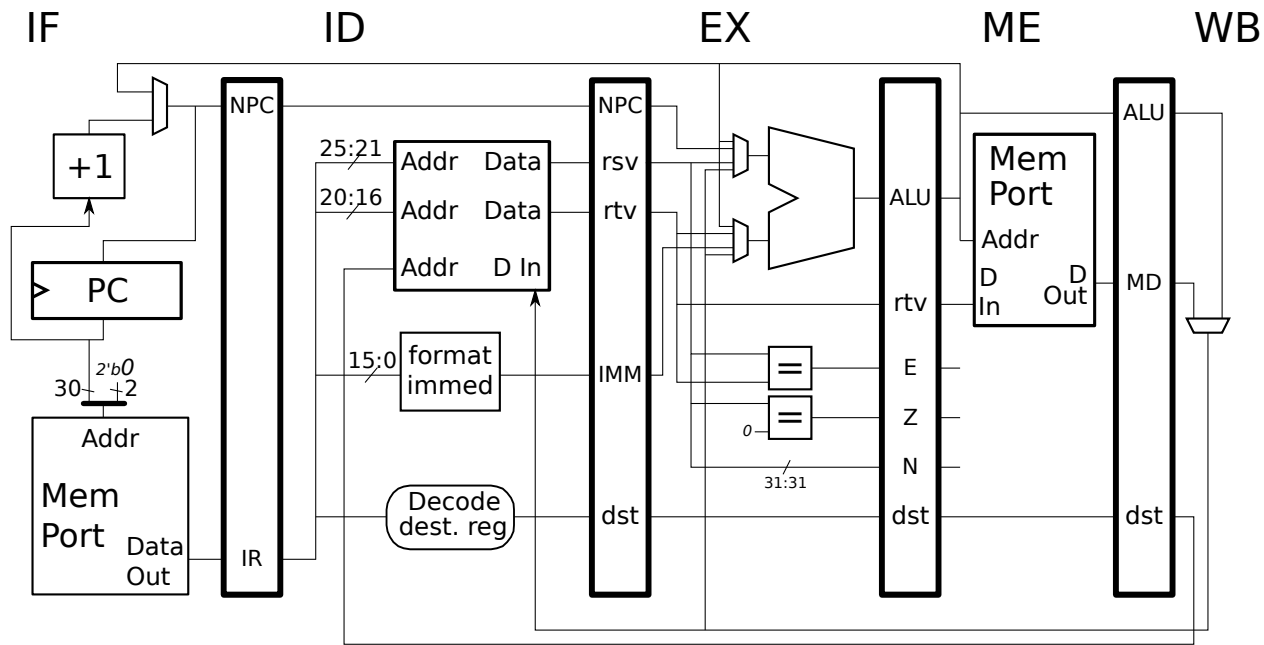 IF ID EX ME WB
NPC NPC ALU
+1
25:21 Addr Data rsv
20:16 Addr Data rtv
Addr D In
ALU
Mem
Port
Addr
D
In
D
Out
MD
PC
rtv
2'b0
30 2
15:0 format
immed
IMM
= E
= Z
0
N
31:31
Addr
Mem
Port
Data
Out
IR
Decode
dest. reg
dst dst dst